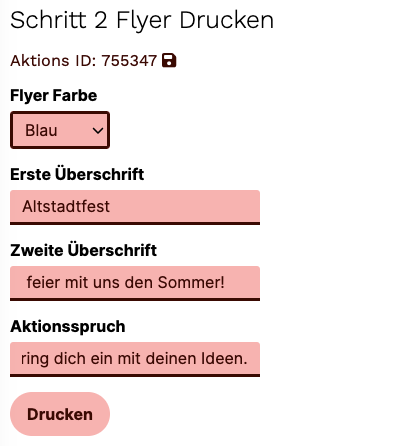 Schritt 2 Flyer Drucken
Aktions ID: 755347
Flyer Farbe
Blau
Erste Überschrift
Altstadtfest
Zweite Überschrift
feier mit uns den Sommer!
Aktionsspruch
ring dich ein mit deinen Ideen.
Drucken